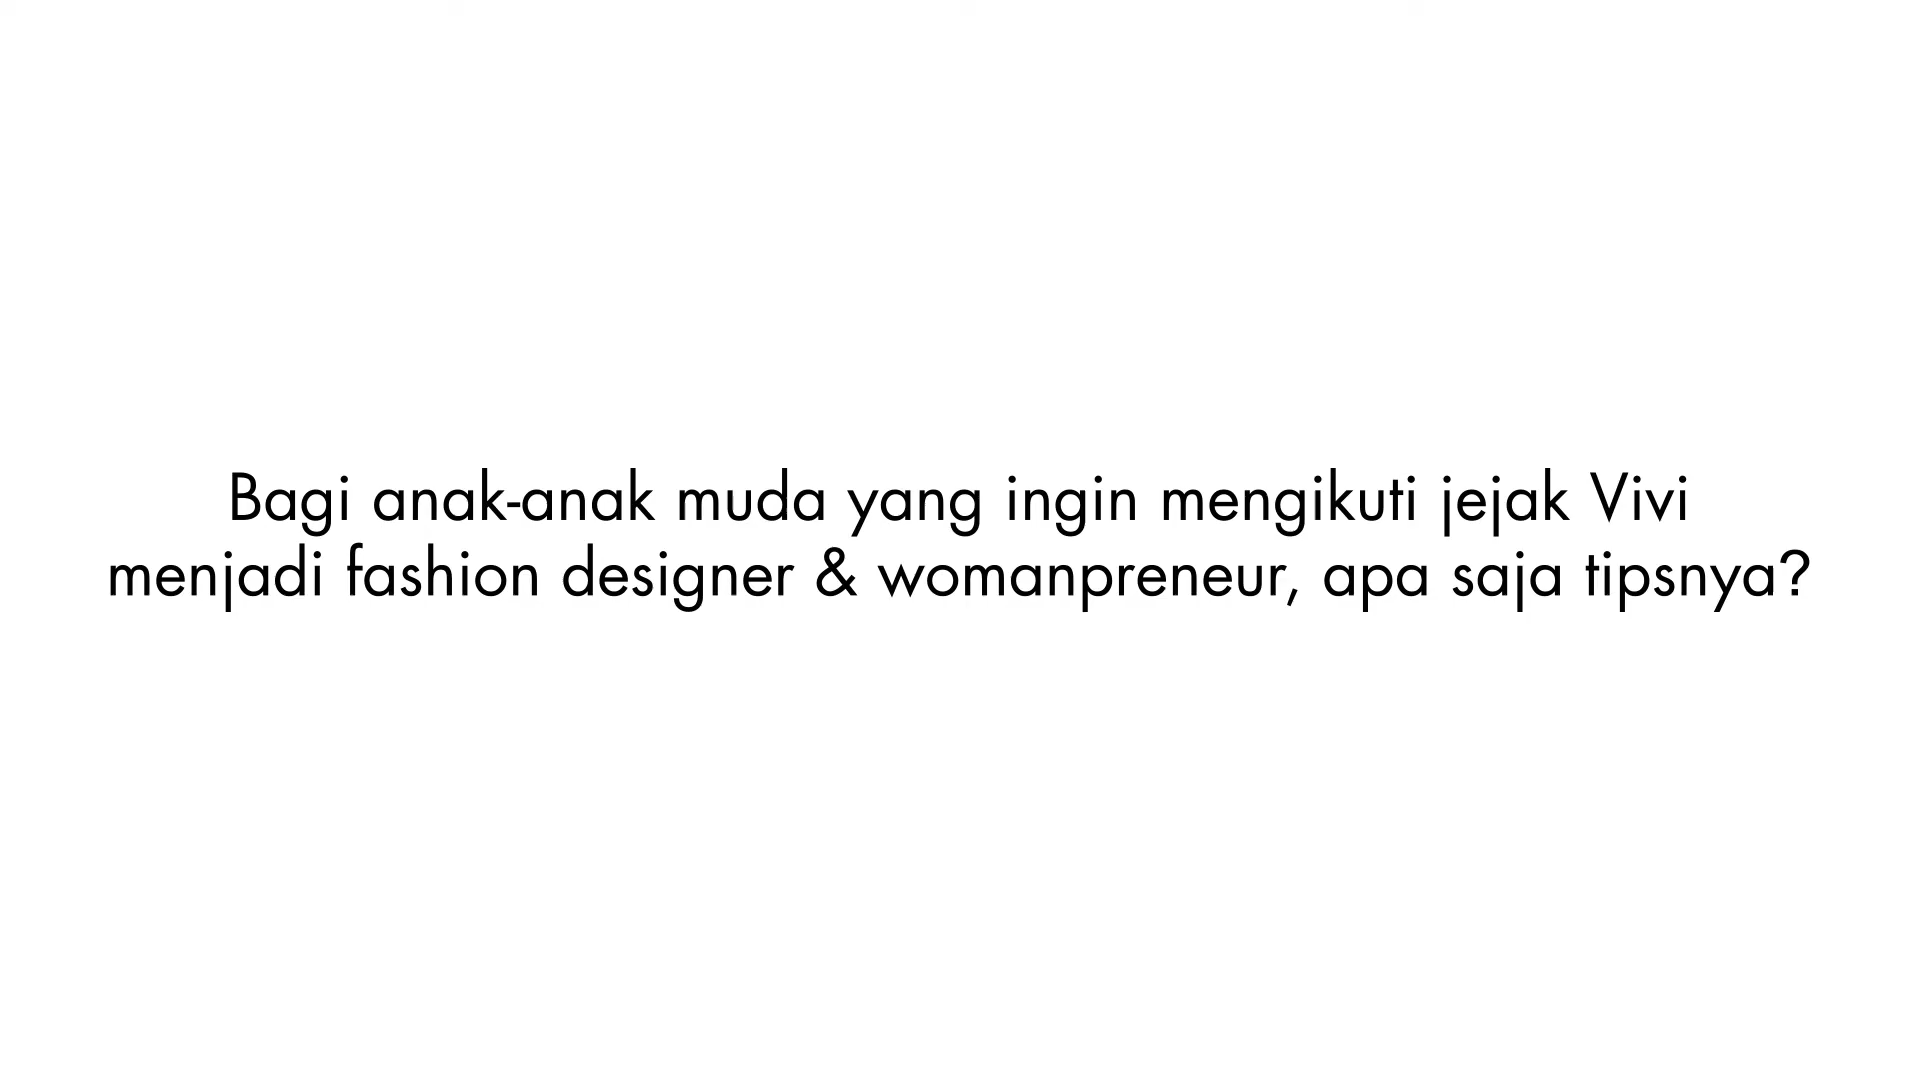 Bagi anak-anak muda yang ingin mengikuti jejak Vivi
menjadi fashion designer & womanpreneur, apa saja tipsnya?